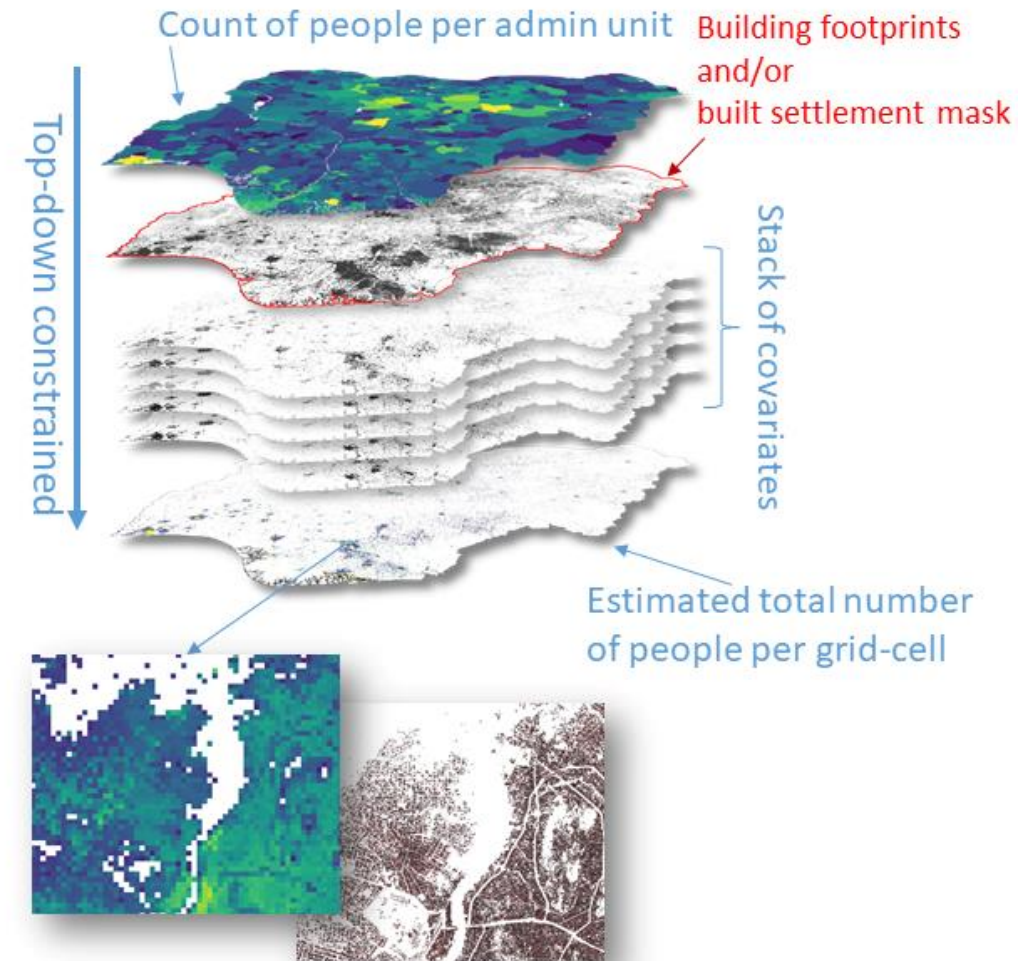 Count of people per admin unit
Building footprints
and/or
built settlement mask
Top-down constrained
Stack of covariates
Estimated total number
of people per grid-cell